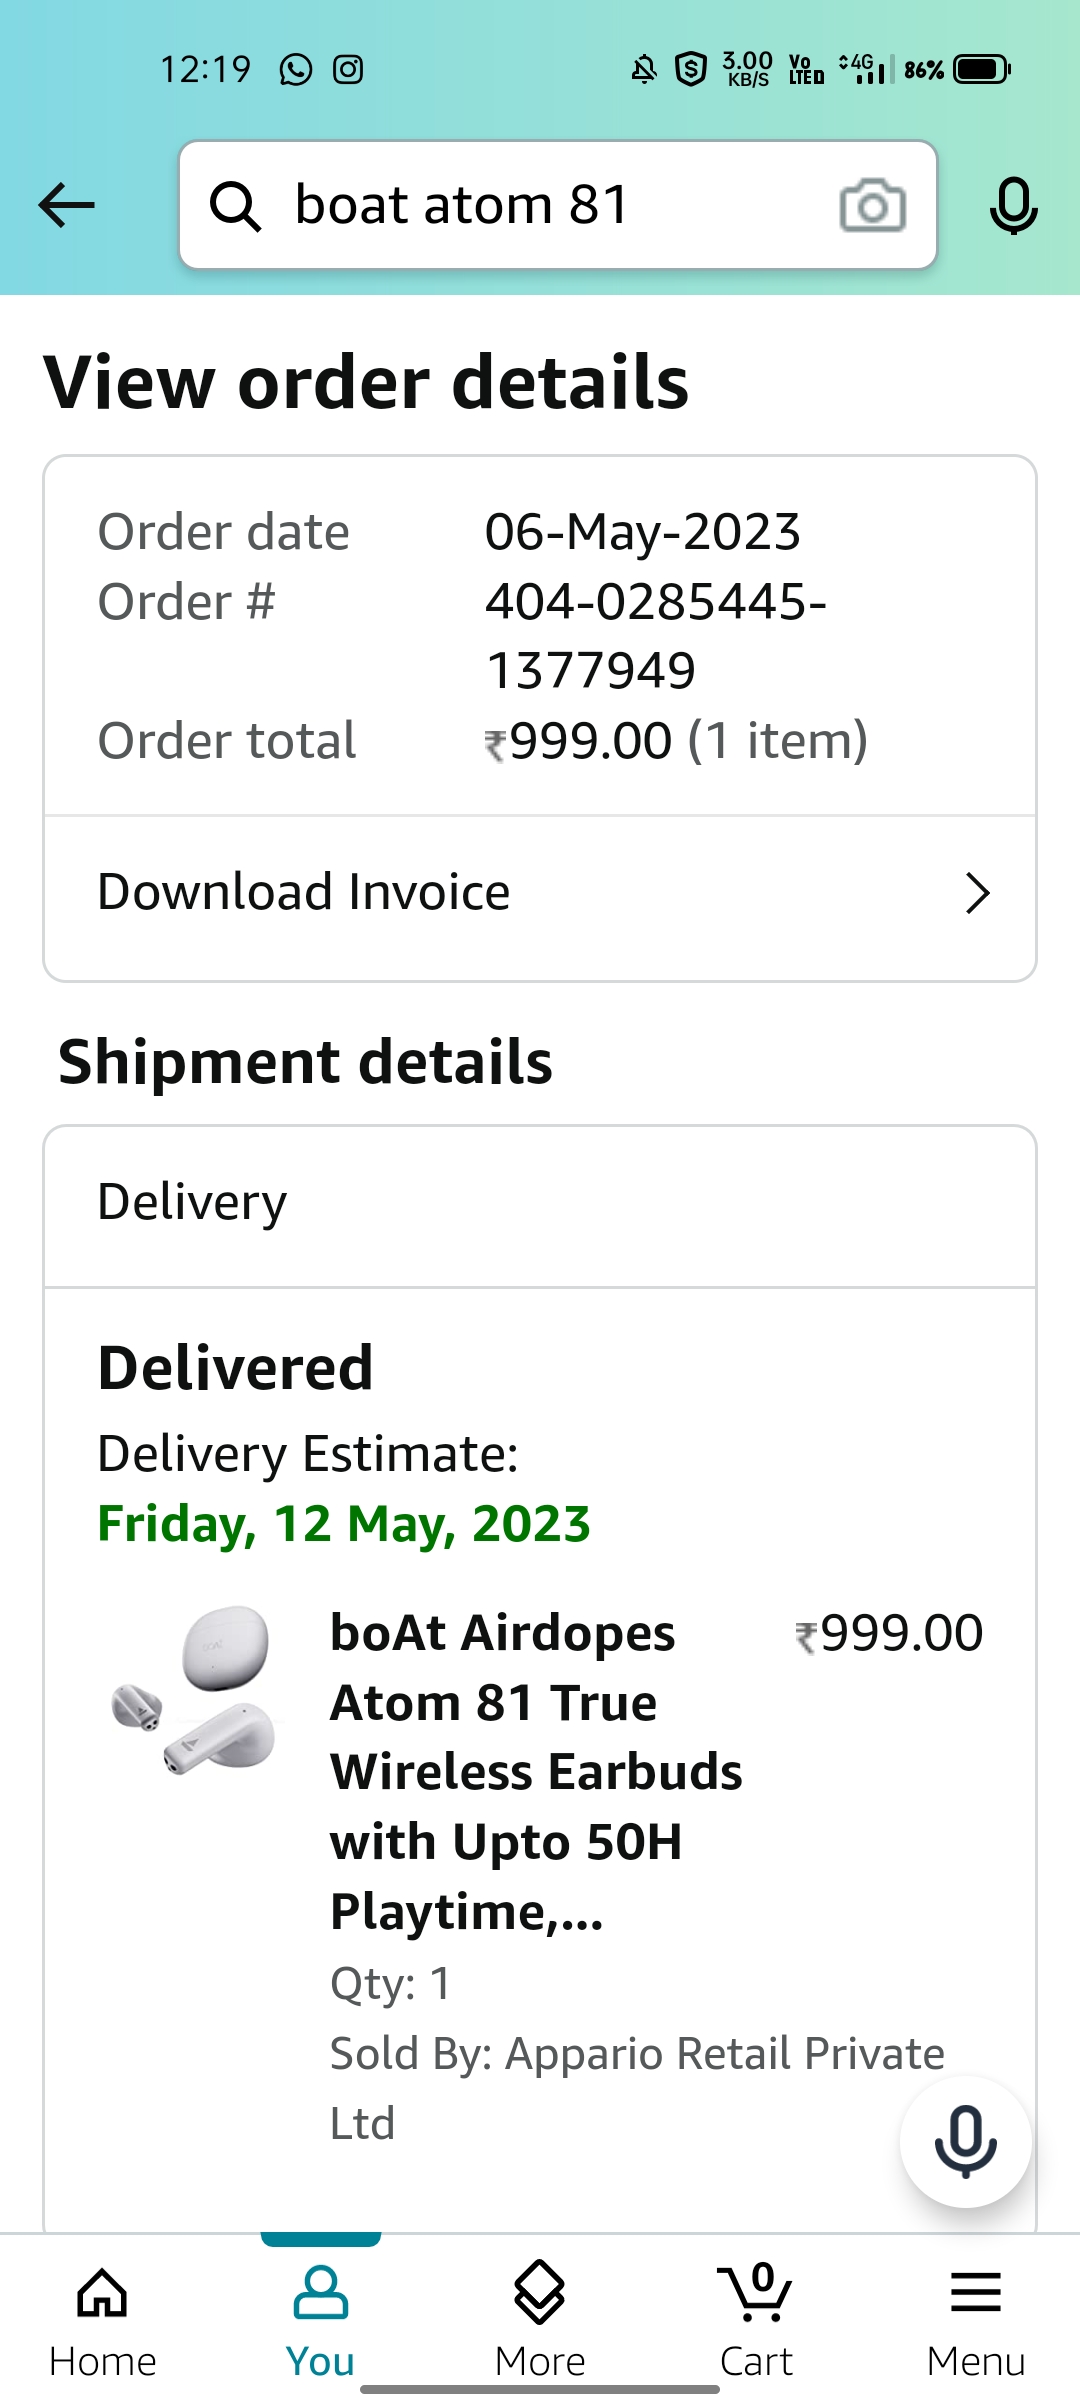 12:19 3.00 KB/S Vo LTED 4G 86%
boat atom 81
View order details
Order date 06-May-2023
Order # 404-0285445-
1377949
Order total ₹999.00 (1 item)
Download Invoice
Shipment details
Delivery
Delivered
Delivery Estimate:
Friday, 12 May, 2023
boAt Airdopes ₹999.00
Atom 81 True
Wireless Earbuds
with Upto 50H
Playtime,...
Qty: 1
Sold By: Appario Retail Private
Ltd
0
Home You More Cart Menu